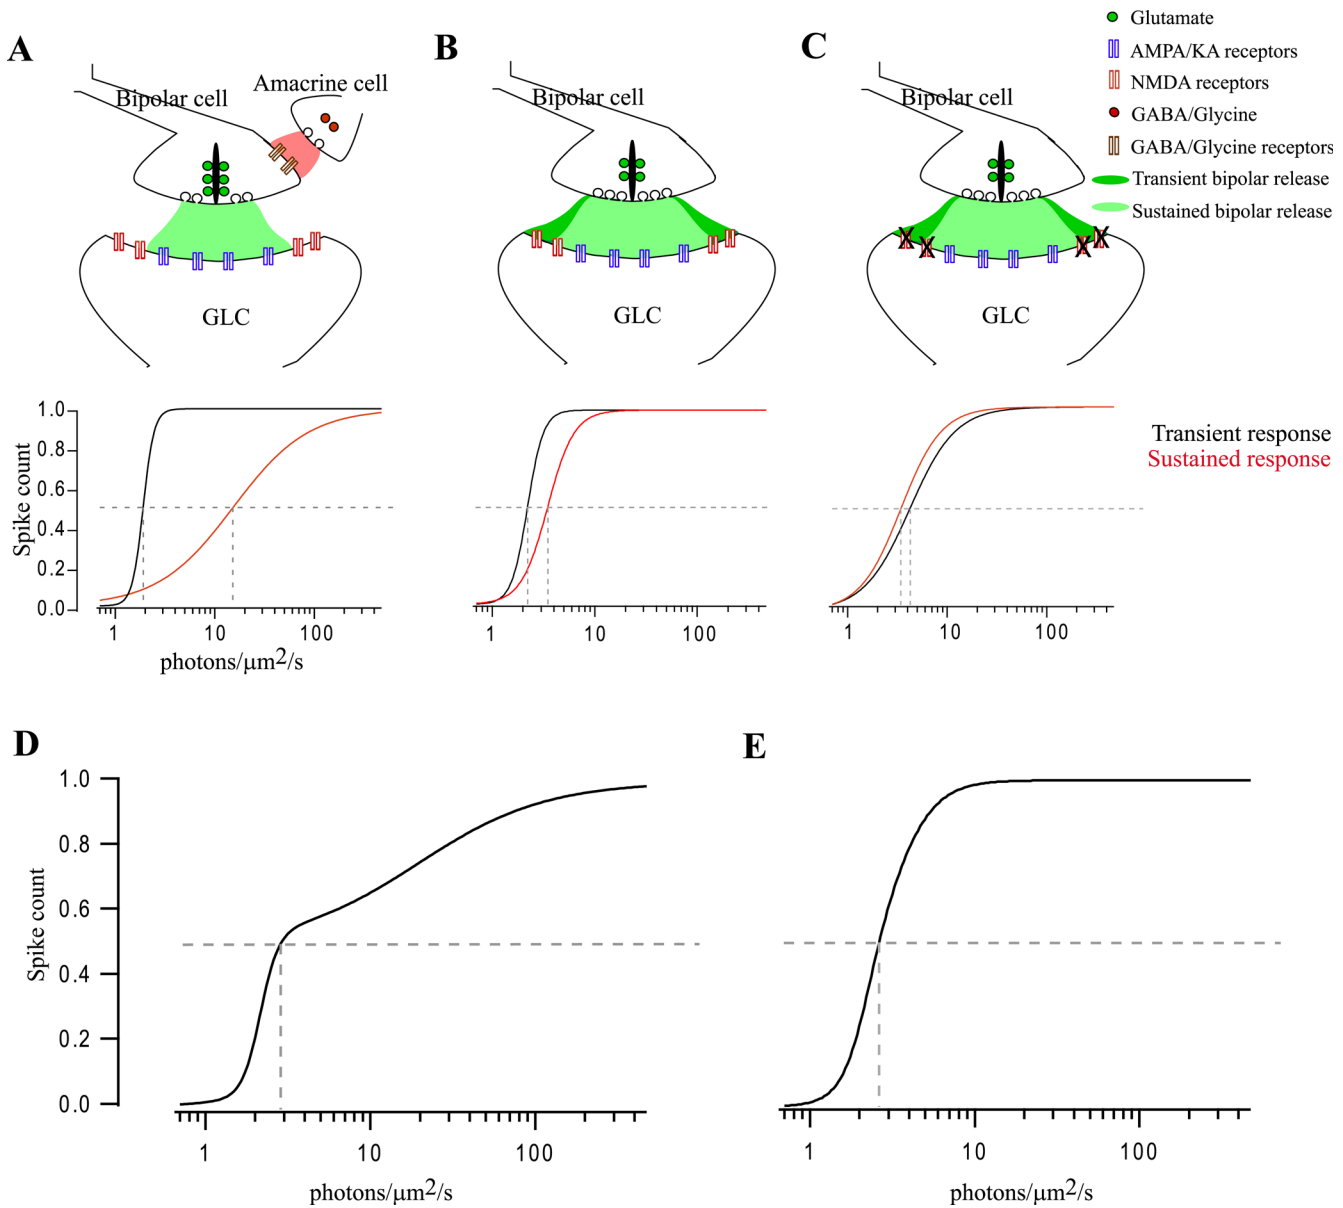 A
B
C
Glutamate
AMPA/KA receptors
NMDA receptors
GABA/Glycine
GABA/Glycine receptors
Transient bipolar release
Sustained bipolar release
Bipolar cell
Amacrine cell
GLC
Bipolar cell
GLC
Bipolar cell
GLC
Spike count
1.0
0.8
0.6
0.4
0.2
0.0
1 10 100
photons/μm2/s
1 10 100
1 10 100
Transient response
Sustained response
D
Spike count
1.0
0.8
0.6
0.4
0.2
0.0
1 10 100
photons/μm2/s
E
1 10 100
photons/μm2/s